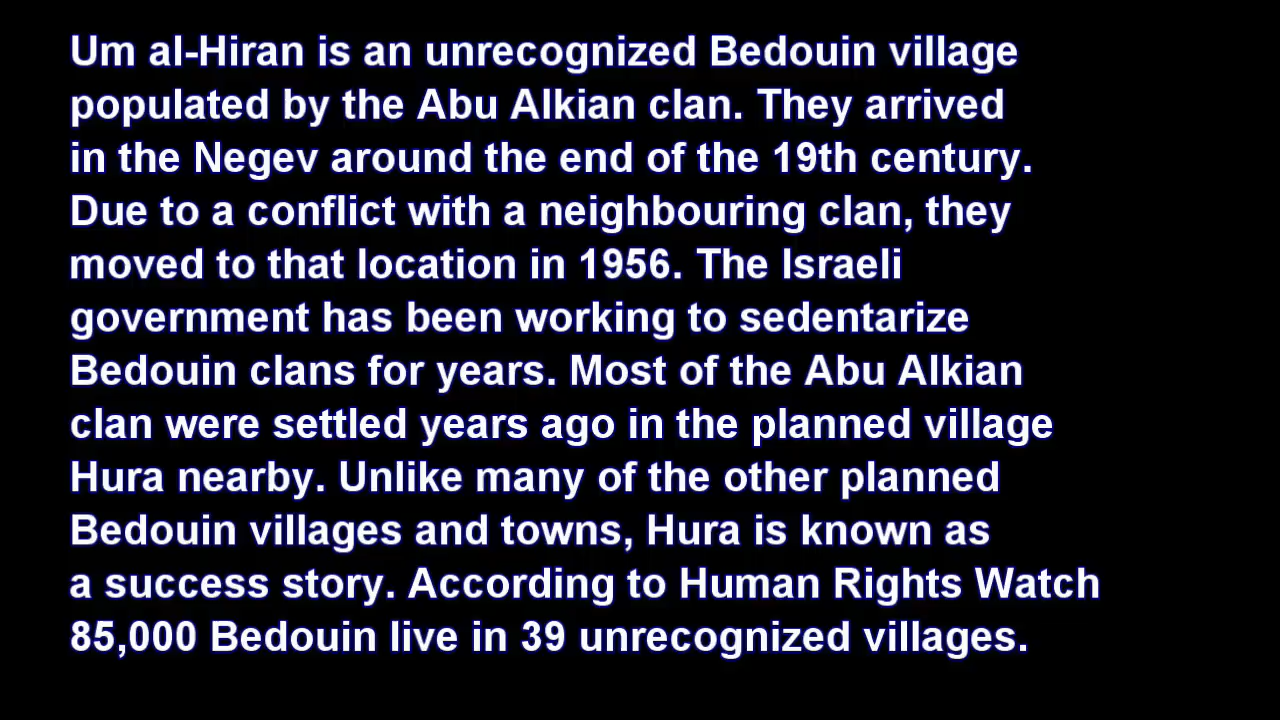 Um al-Hiran is an unrecognized Bedouin village
populated by the Abu Alkian clan. They arrived
in the Negev around the end of the 19th century.
Due to a conflict with a neighbouring clan, they
moved to that location in 1956. The Israeli
government has been working to sedentarize
Bedouin clans for years. Most of the Abu Alkian
clan were settled years ago in the planned village
Hura nearby. Unlike many of the other planned
Bedouin villages and towns, Hura is known as
a success story. According to Human Rights Watch
85,000 Bedouin live in 39 unrecognized villages.